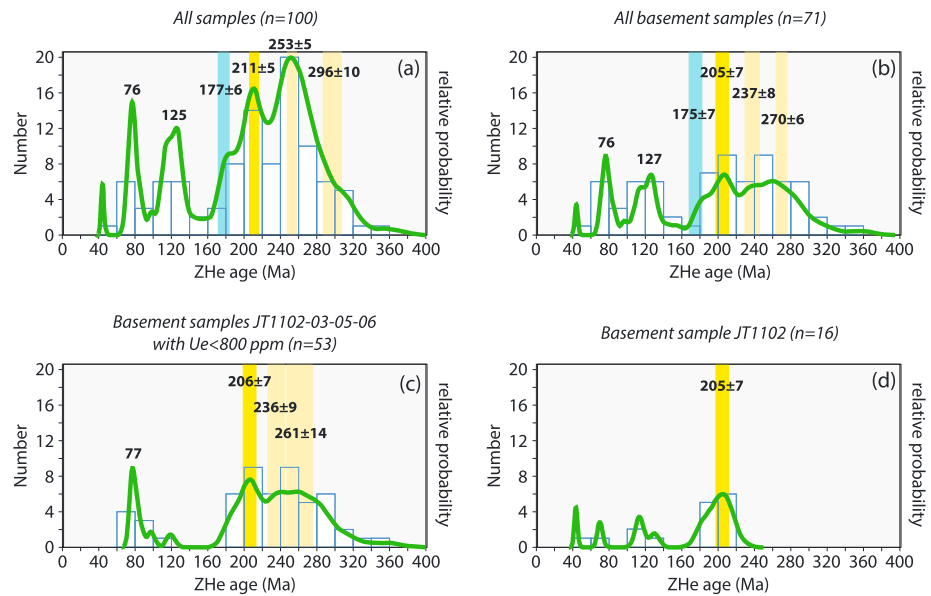 All samples (n=100)
20
16
12
8
4
0
Number
76
125
177±6
211±5
253±5
296±10
(a)
relative probability
0 40 80 120 160 200 240 280 320 360 400
ZHe age (Ma)
All basement samples (n=71)
20
16
12
8
4
0
Number
76
127
175±7
205±7
237±8
270±6
(b)
relative probability
0 40 80 120 160 200 240 280 320 360 400
ZHe age (Ma)
Basement samples JT1102-03-05-06
with Ue<800 ppm (n=53)
20
16
12
8
4
0
Number
77
206±7
236±9
261±14
(c)
relative probability
0 40 80 120 160 200 240 280 320 360 400
ZHe age (Ma)
Basement sample JT1102 (n=16)
20
16
12
8
4
0
Number
205±7
(d)
relative probability
0 40 80 120 160 200 240 280 320 360 400
ZHe age (Ma)